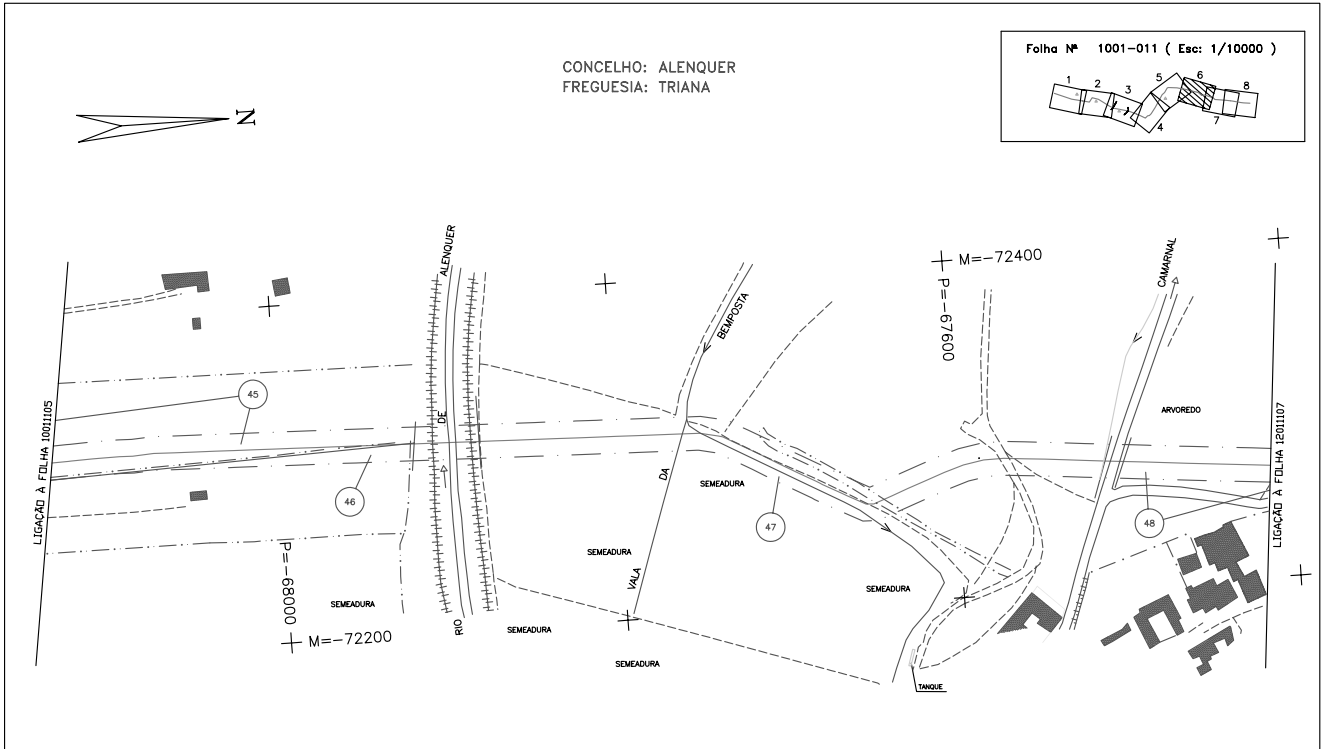 CONCELHO: ALENQUER
FREGUESIA: TRIANA
Folha Nª 1001-011 ( Esc: 1/10000 )
1
2
3
4
5
6
7
8
N
ALENQUER
DE
RIO
BEMPOSTA
DA
VALA
M=-72400
P=-67600
CAMARNAL
ARVOREDO
LIGAÇÃO À FOLHA 10011105
LIGAÇÃO À FOLHA 12011107
45
46
47
48
SEMEADURA
SEMEADURA
SEMEADURA
SEMEADURA
SEMEADURA
SEMEADURA
P=-68000
M=-72200
TANQUE